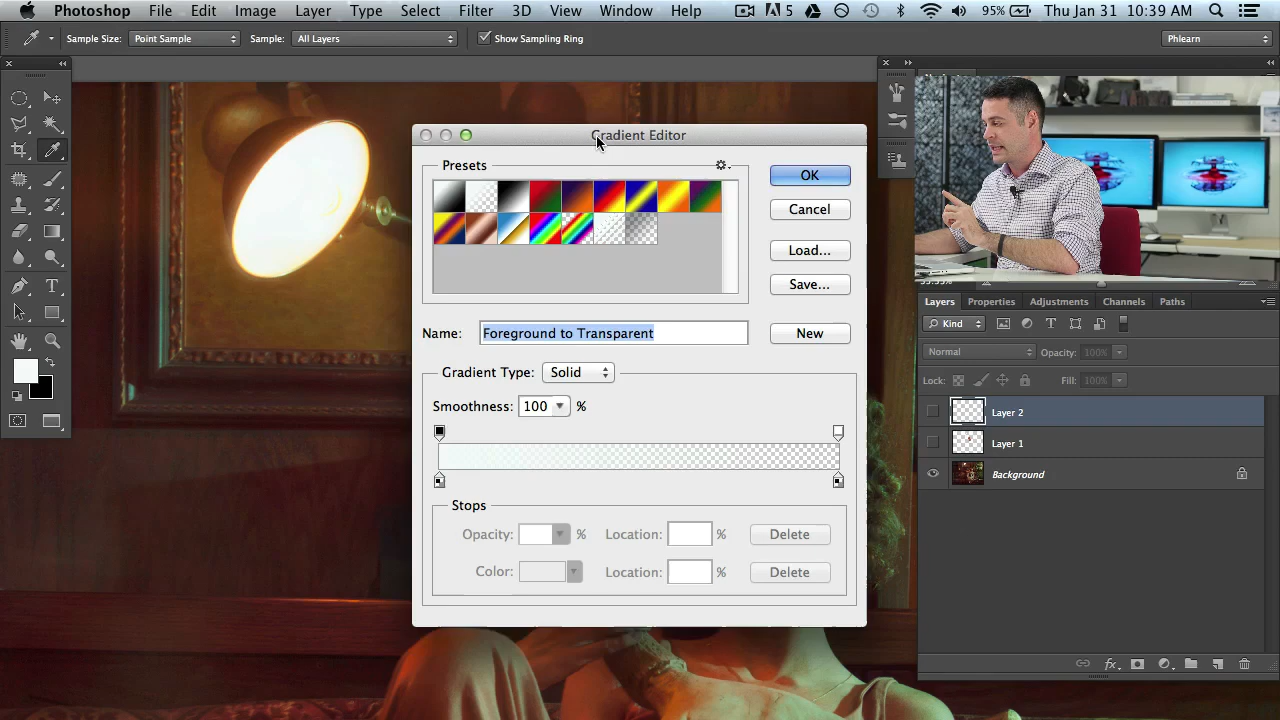 Photoshop File Edit Image Layer Type Select Filter 3D View Window Help 5 95% Thu Jan 31 10:39 AM
Sample Size: Point Sample Sample: All Layers Show Sampling Ring Phlearn
Gradient Editor
Presets
OK
Cancel
Load...
Save...
Name: Foreground to Transparent New
Gradient Type: Solid
Smoothness: 100 %
Stops
Opacity: % Location: % Delete
Color: Location: % Delete
Layers Properties Adjustments Channels Paths
Kind
Normal Opacity: 100%
Lock: Fill: 100%
Layer 2
Layer 1
Background